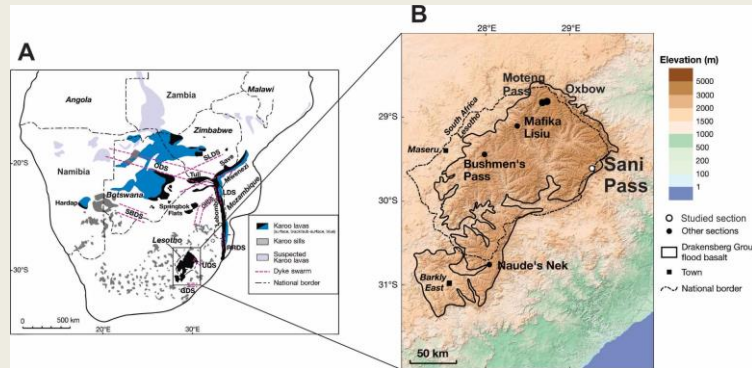 A
Angola
Zambia
Malawi
Zimbabwe
Namibia
Botswana
Mozambique
20°S
30°S
ODS
SLDS
Save
Mwenezi
Tuli
LDS
Lebombo
Springbok
Flats
Hardap
SBDS
RRDS
Lesotho
UDS
GDS
Karoo lavas
Karoo sills
Suspected
Karoo lavas
Dyke swarm
National border
0 500 km
20°E
30°E
B
28°E
29°E
29°S
30°S
31°S
Moteng
Pass
Oxbow
South Africa
Lesotho
Mafika
Lisiu
Maseru
Bushmen's
Pass
Sani
Pass
Naude's Nek
Barkly
East
50 km
Elevation (m)
5000
3000
2000
1500
1000
500
200
100
1
Studied section
Other sections
Drakensberg Grou
flood basalt
Town
National border